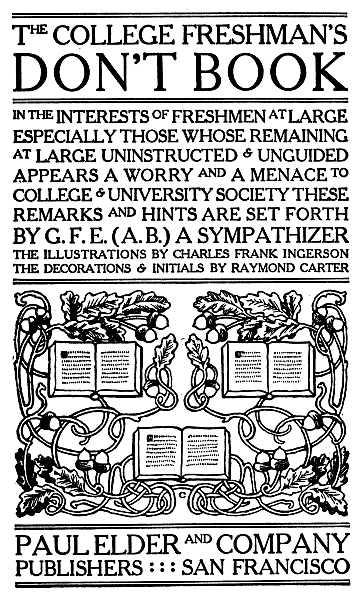 THE COLLEGE FRESHMAN'S
DON'T BOOK
IN THE INTERESTS OF FRESHMEN AT LARGE
ESPECIALLY THOSE WHOSE REMAINING
AT LARGE UNINSTRUCTED & UNGUIDED
APPEARS A WORRY AND A MENACE TO
COLLEGE & UNIVERSITY SOCIETY THESE
REMARKS AND HINTS ARE SET FORTH
BY G. F. E. (A. B.) A SYMPATHIZER
THE ILLUSTRATIONS BY CHARLES FRANK INGERSON
THE DECORATIONS & INITIALS BY RAYMOND CARTER
PAUL ELDER AND COMPANY
PUBLISHERS : : : SAN FRANCISCO